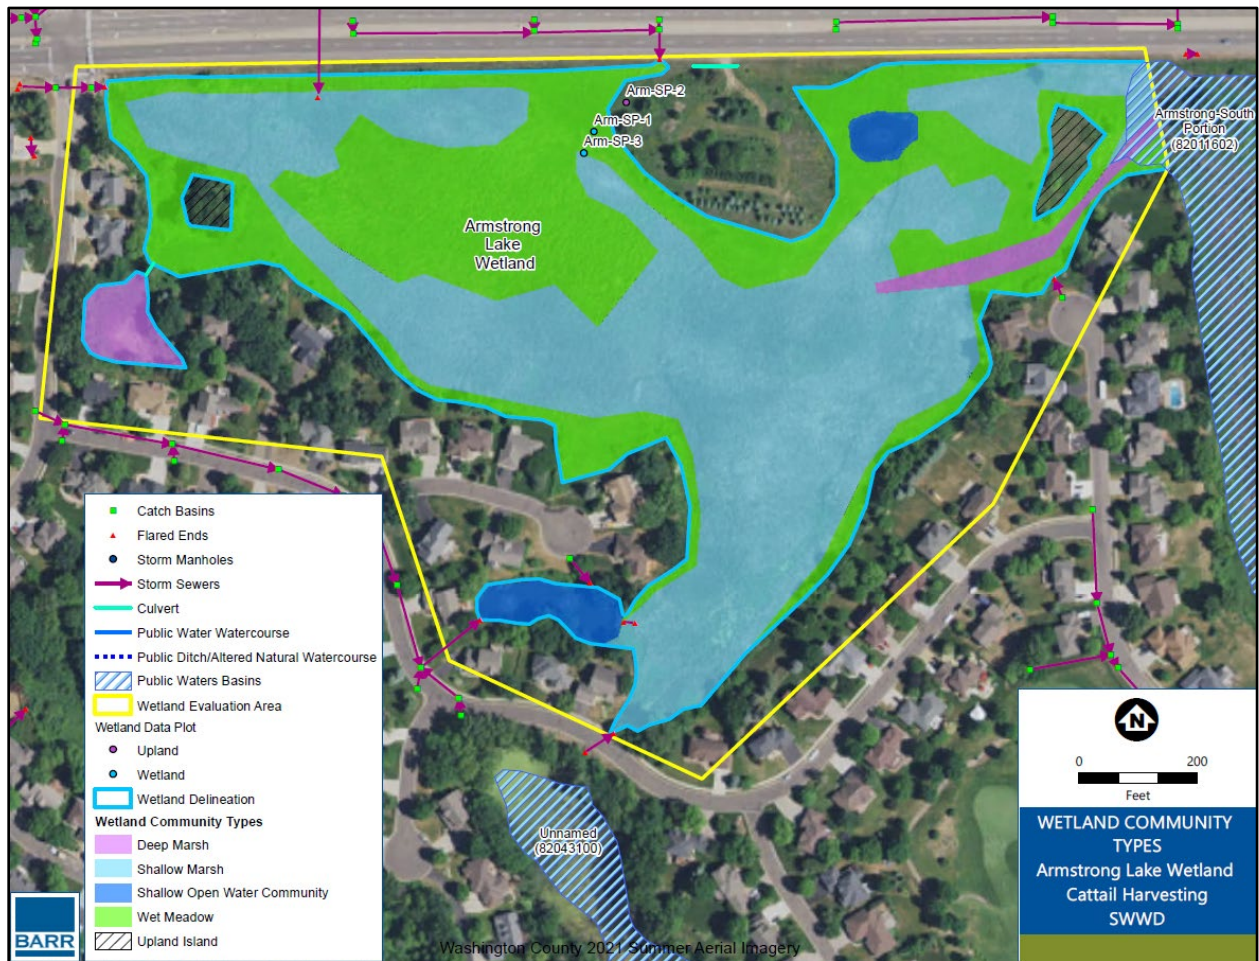 Arm-SP-2
Arm-SP-1
Arm-SP-3
Armstrong-South
Portion
(82011602)
Armstrong
Lake
Wetland
Catch Basins
Flared Ends
Storm Manholes
Storm Sewers
Culvert
Public Water Watercourse
Public Ditch/Altered Natural Watercourse
Public Waters Basins
Wetland Evaluation Area
Wetland Data Plot
Upland
Wetland
Wetland Delineation
Wetland Community Types
Deep Marsh
Shallow Marsh
Shallow Open Water Community
Wet Meadow
Upland Island
BARR
Unnamed
(82043100)
Washington County 2021 Summer Aerial Imagery
N
0 200
Feet
WETLAND COMMUNITY
TYPES
Armstrong Lake Wetland
Cattail Harvesting
SWWD